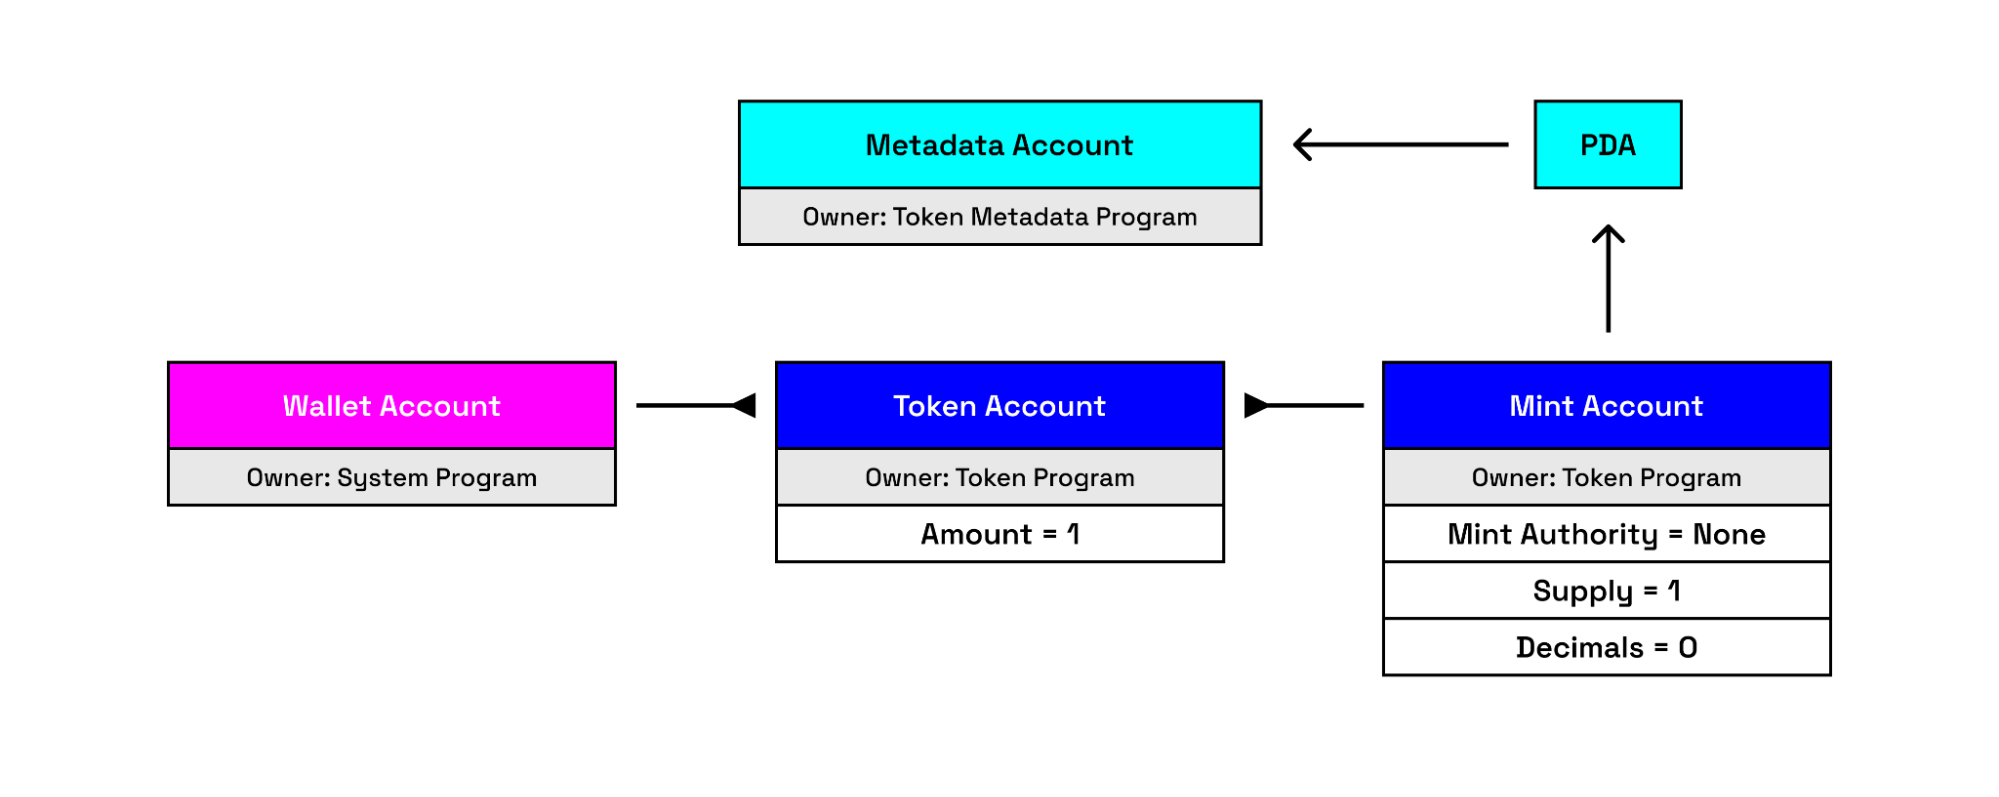 Metadata Account
Owner: Token Metadata Program
PDA
Wallet Account
Owner: System Program
Token Account
Owner: Token Program
Amount = 1
Mint Account
Owner: Token Program
Mint Authority = None
Supply = 1
Decimals = 0